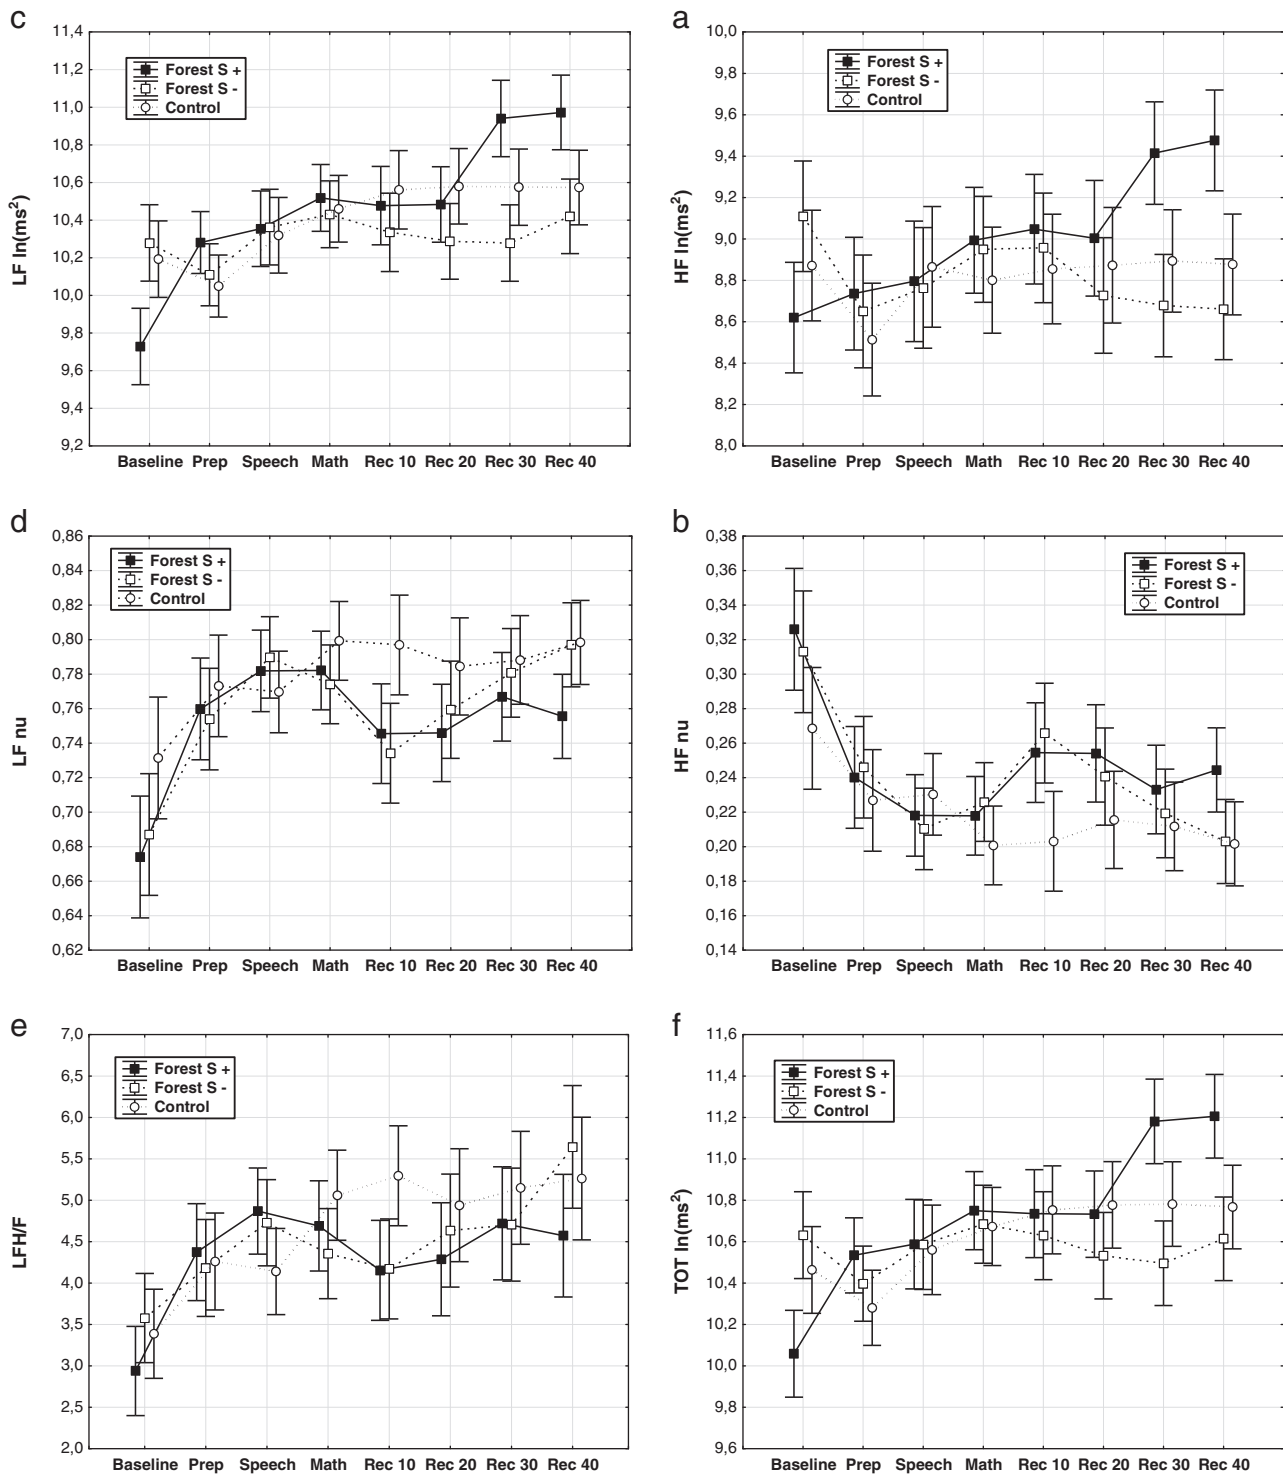 c
LF ln(ms²)
11,4
11,2
11,0
10,8
10,6
10,4
10,2
10,0
9,8
9,6
9,4
9,2
Forest S +
Forest S -
Control
Baseline Prep Speech Math Rec 10 Rec 20 Rec 30 Rec 40
a
HF ln(ms²)
10,0
9,8
9,6
9,4
9,2
9,0
8,8
8,6
8,4
8,2
8,0
Forest S +
Forest S -
Control
Baseline Prep Speech Math Rec 10 Rec 20 Rec 30 Rec 40
d
LF nu
0,86
0,84
0,82
0,80
0,78
0,76
0,74
0,72
0,70
0,68
0,66
0,64
0,62
Forest S +
Forest S -
Control
Baseline Prep Speech Math Rec 10 Rec 20 Rec 30 Rec 40
b
HF nu
0,38
0,36
0,34
0,32
0,30
0,28
0,26
0,24
0,22
0,20
0,18
0,16
0,14
Forest S +
Forest S -
Control
Baseline Prep Speech Math Rec 10 Rec 20 Rec 30 Rec 40
e
LFH/F
7,0
6,5
6,0
5,5
5,0
4,5
4,0
3,5
3,0
2,5
2,0
Forest S +
Forest S -
Control
Baseline Prep Speech Math Rec 10 Rec 20 Rec 30 Rec 40
f
TOT ln(ms²)
11,6
11,4
11,2
11,0
10,8
10,6
10,4
10,2
10,0
9,8
9,6
Forest S +
Forest S -
Control
Baseline Prep Speech Math Rec 10 Rec 20 Rec 30 Rec 40